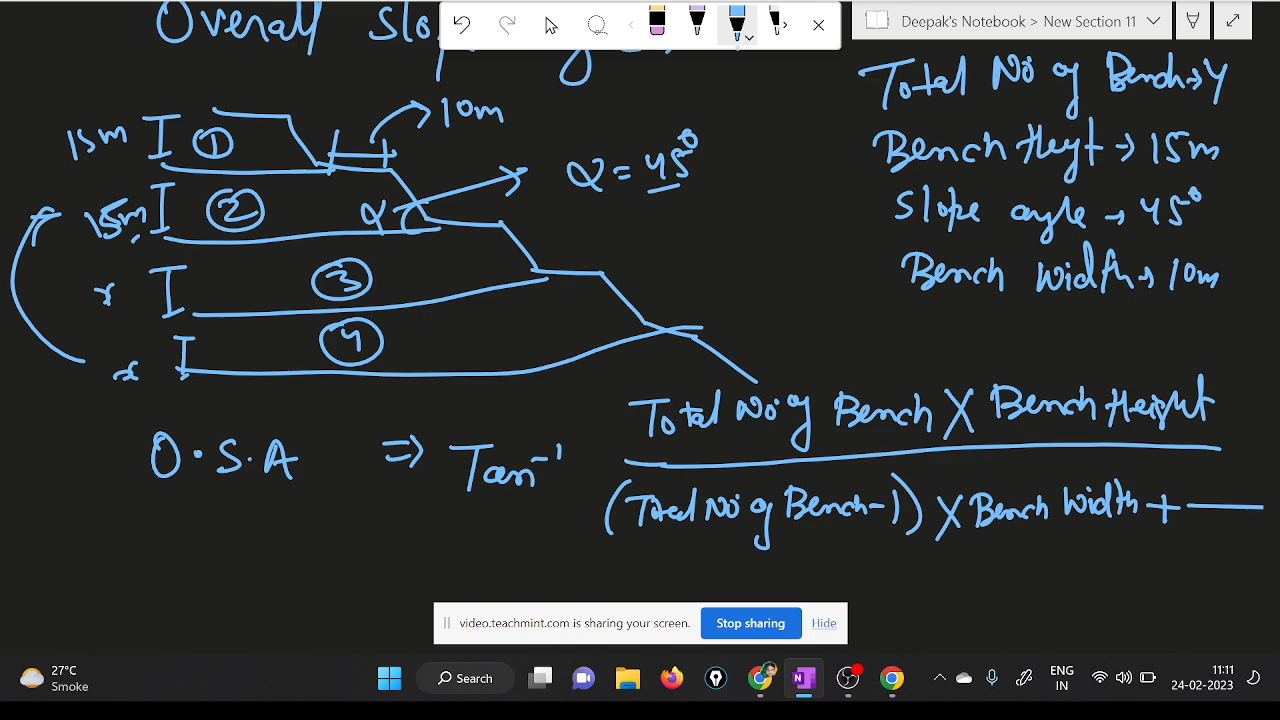 Overall Slope
Deepak's Notebook > New Section 11
Total No of Bench → 4
Bench Heyt → 15m
Slope angle → 45°
Bench Width → 10m
15m ① 10m
15m ② α α = 45°
③
④
O.S.A ⇒ Tan⁻¹
Total No of Bench X Bench Height
(Total No of Bench-1) X Bench Width +
video.teachmint.com is sharing your screen. Stop sharing Hide
27°C
Smoke
Search
ENG
IN
11:11
24-02-2023